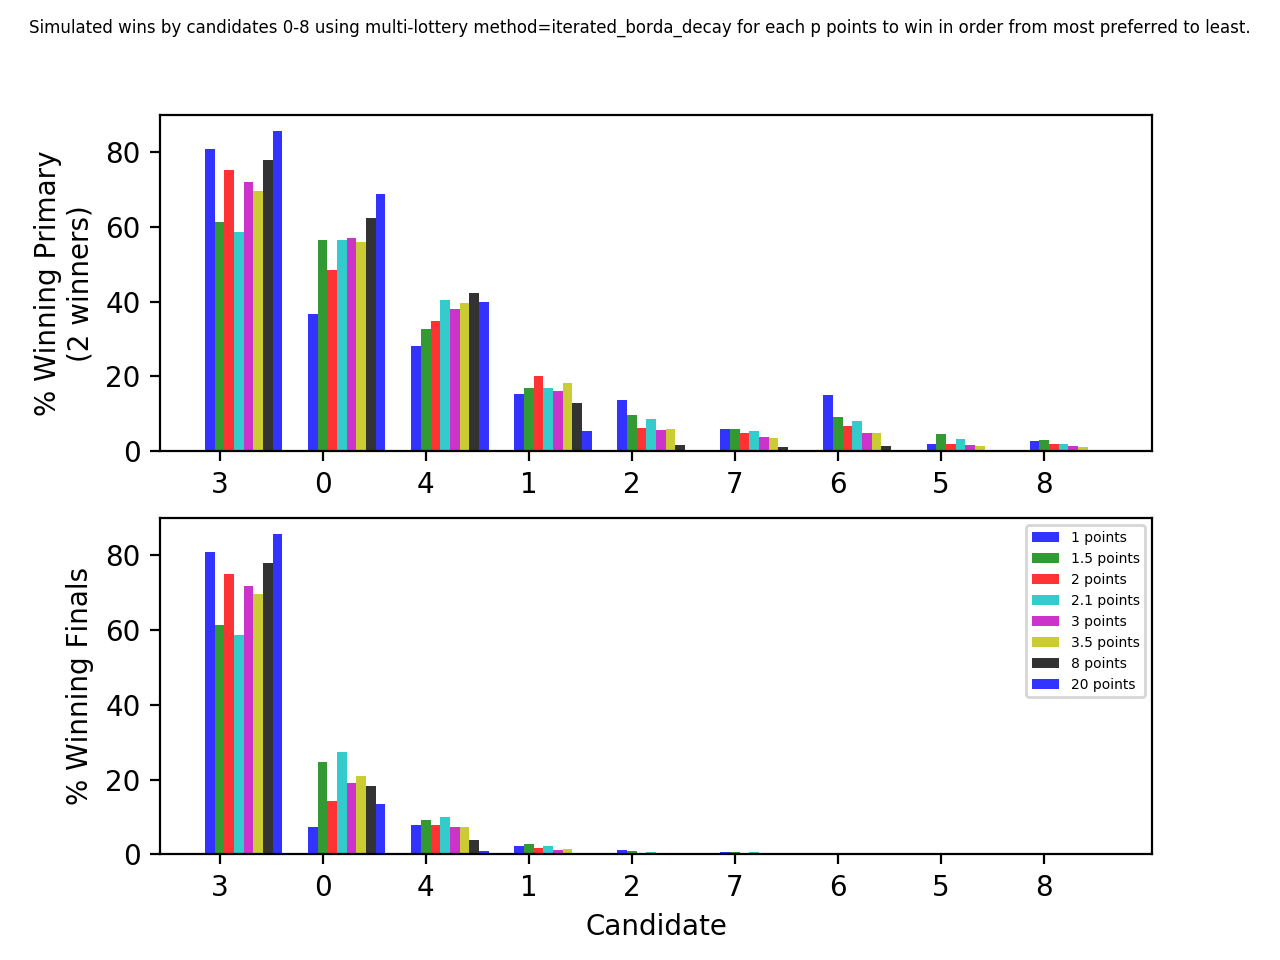 Simulated wins by candidates 0-8 using multi-lottery method=iterated_borda_decay for each p points to win in order from most preferred to least.
% Winning Primary
(2 winners)
80
60
40
20
0
3 0 4 1 2 7 6 5 8
% Winning Finals
80
60
40
20
0
1 points
1.5 points
2 points
2.1 points
3 points
3.5 points
8 points
20 points
3 0 4 1 2 7 6 5 8
Candidate